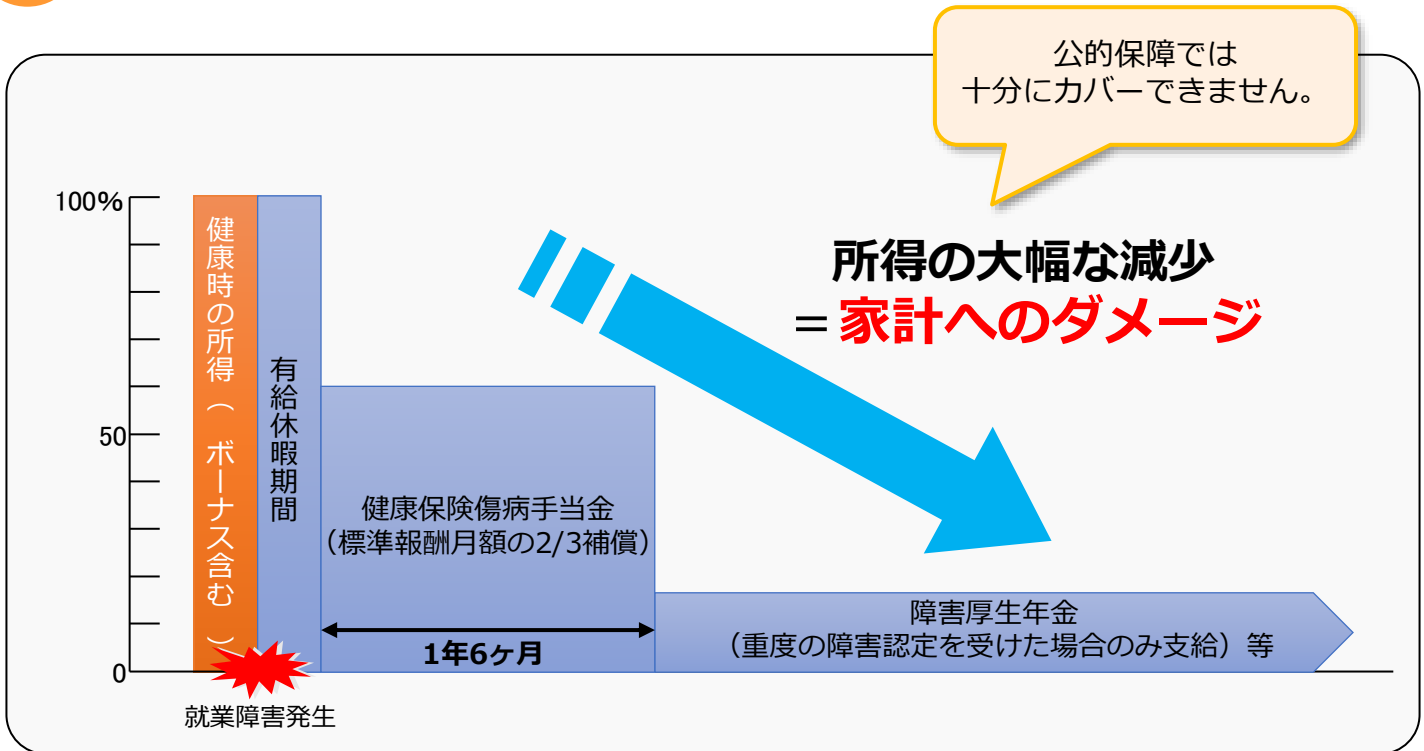 公的保障では
十分にカバーできません。
100%
50
0
健康時の所得（ ボーナス含む ）
有給休暇期間
所得の大幅な減少
＝家計へのダメージ
健康保険傷病手当金
（標準報酬月額の2/3補償）
1年6ヶ月
障害厚生年金
（重度の障害認定を受けた場合のみ支給）等
就業障害発生